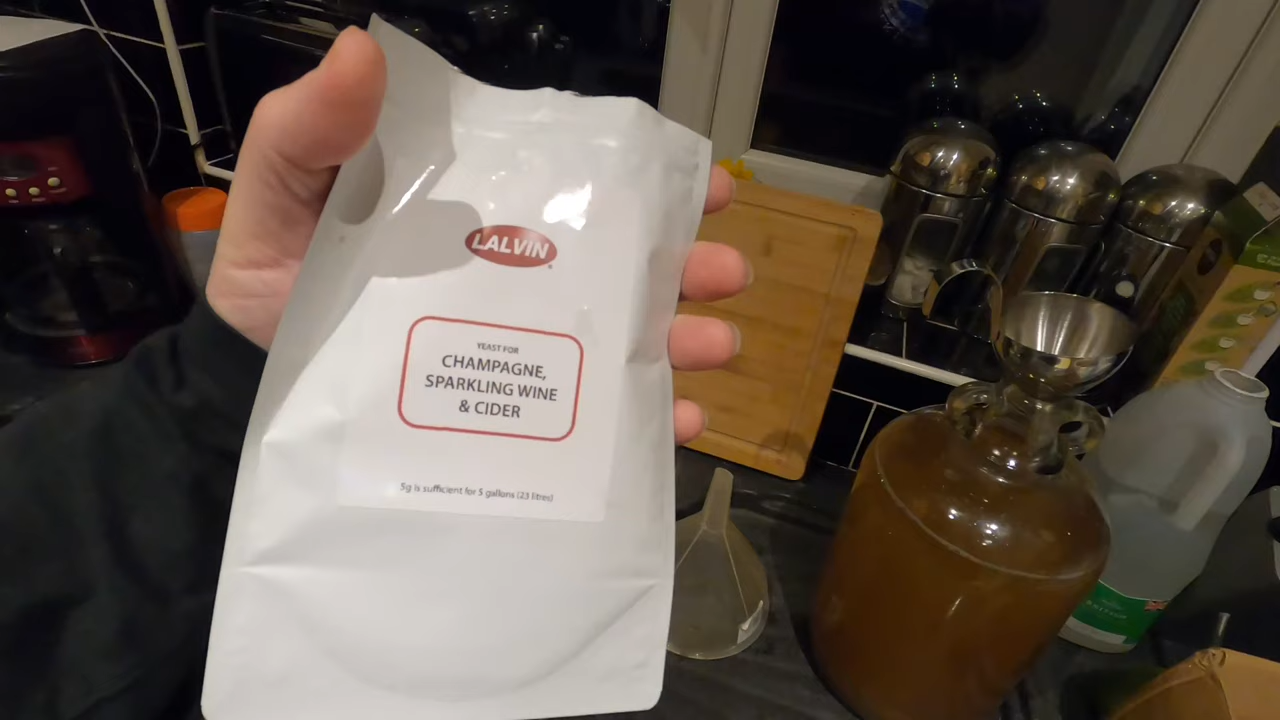 LALVIN
YEAST FOR
CHAMPAGNE,
SPARKLING WINE
& CIDER
5g is sufficient for 5 gallons (23 litres)